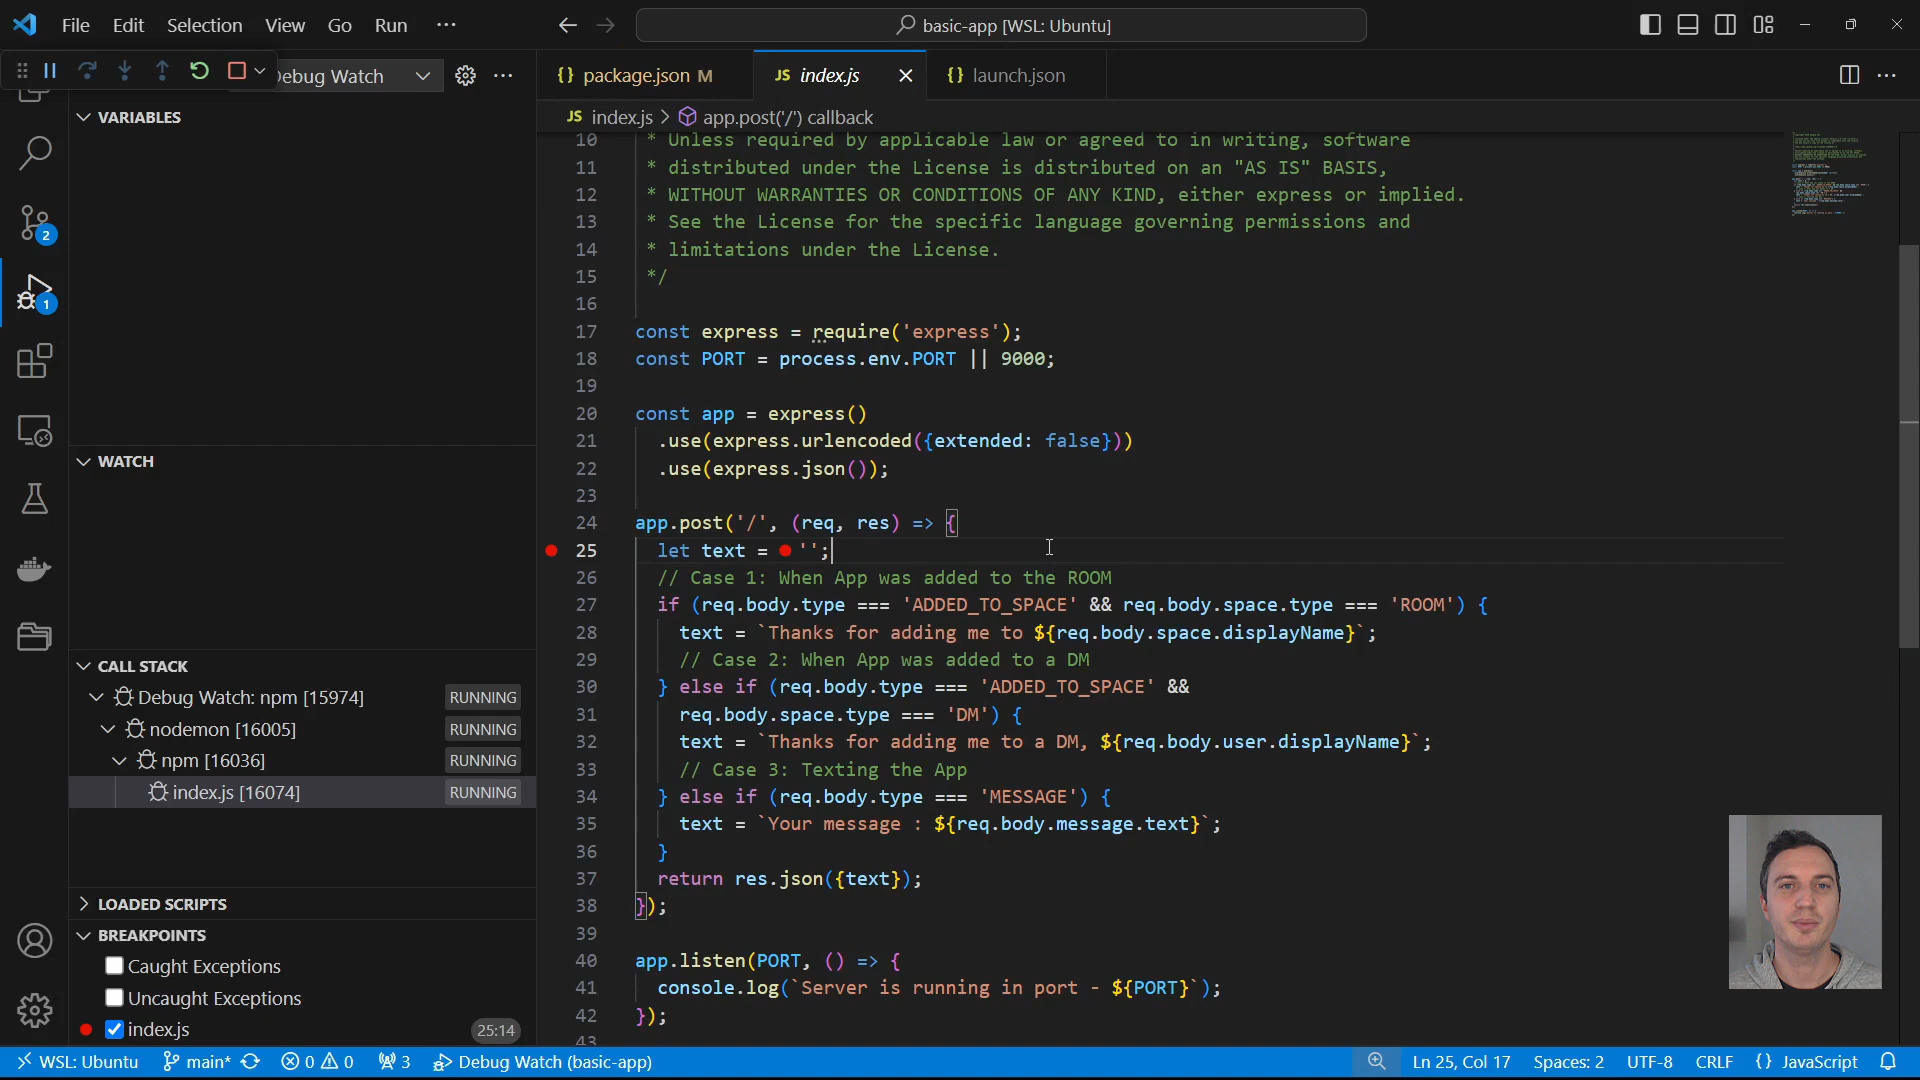 File Edit Selection View Go Run ···
basic-app [WSL: Ubuntu]
ebug Watch
{} package.json M
JS index.js
{} launch.json
JS index.js > app.post('/') callback
VARIABLES
WATCH
CALL STACK
Debug Watch: npm [15974] RUNNING
nodemon [16005] RUNNING
npm [16036] RUNNING
index.js [16074] RUNNING
LOADED SCRIPTS
BREAKPOINTS
Caught Exceptions
Uncaught Exceptions
index.js 25:14
2
1
10 * Unless required by applicable law or agreed to in writing, software
11 * distributed under the License is distributed on an "AS IS" BASIS,
12 * WITHOUT WARRANTIES OR CONDITIONS OF ANY KIND, either express or implied.
13 * See the License for the specific language governing permissions and
14 * limitations under the License.
15 */
16
17 const express = require('express');
18 const PORT = process.env.PORT || 9000;
19
20 const app = express()
21 .use(express.urlencoded({extended: false}))
22 .use(express.json());
23
24 app.post('/', (req, res) => {
25 let text = '';
26 // Case 1: When App was added to the ROOM
27 if (req.body.type === 'ADDED_TO_SPACE' && req.body.space.type === 'ROOM') {
28 text = `Thanks for adding me to ${req.body.space.displayName}`;
29 // Case 2: When App was added to a DM
30 } else if (req.body.type === 'ADDED_TO_SPACE' &&
31 req.body.space.type === 'DM') {
32 text = `Thanks for adding me to a DM, ${req.body.user.displayName}`;
33 // Case 3: Texting the App
34 } else if (req.body.type === 'MESSAGE') {
35 text = `Your message : ${req.body.message.text}`;
36 }
37 return res.json({text});
38 });
39
40 app.listen(PORT, () => {
41 console.log(`Server is running in port - ${PORT}`);
42 });
43
WSL: Ubuntu main* 0 0 3 Debug Watch (basic-app) Ln 25, Col 17 Spaces: 2 UTF-8 CRLF {} JavaScript